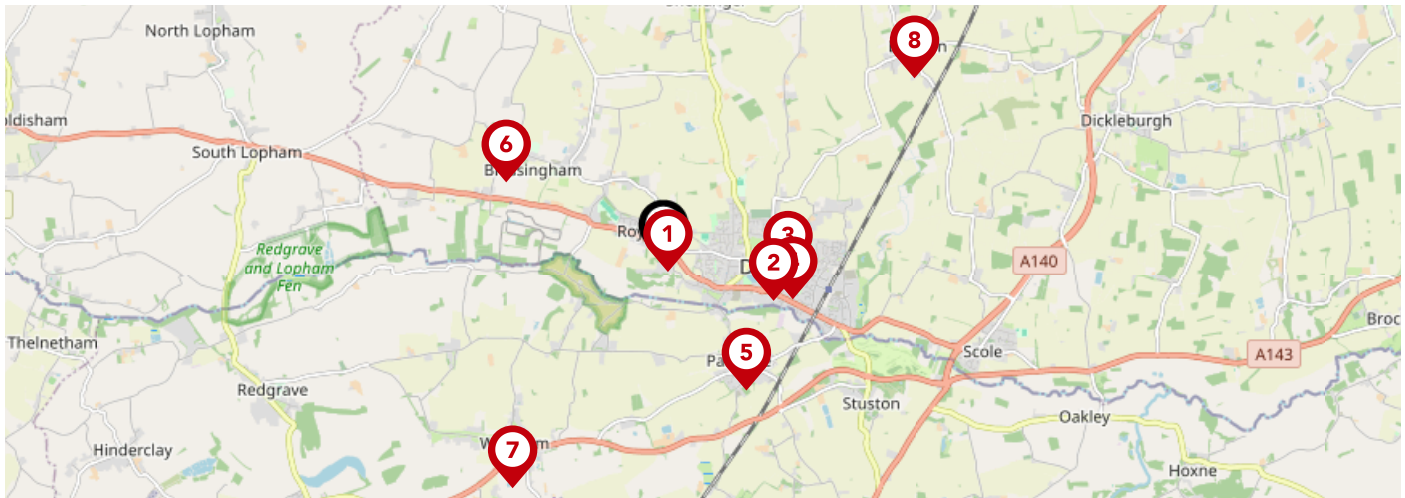 North Lopham
8
oldisham
Dickleburgh
6
South Lopham
1
3
2
Redgrave
and Lopham
Fen
A140
Thelnetham
5
Scole
A143
Redgrave
Stuston
Oakley
Hinderclay
7
Hoxne